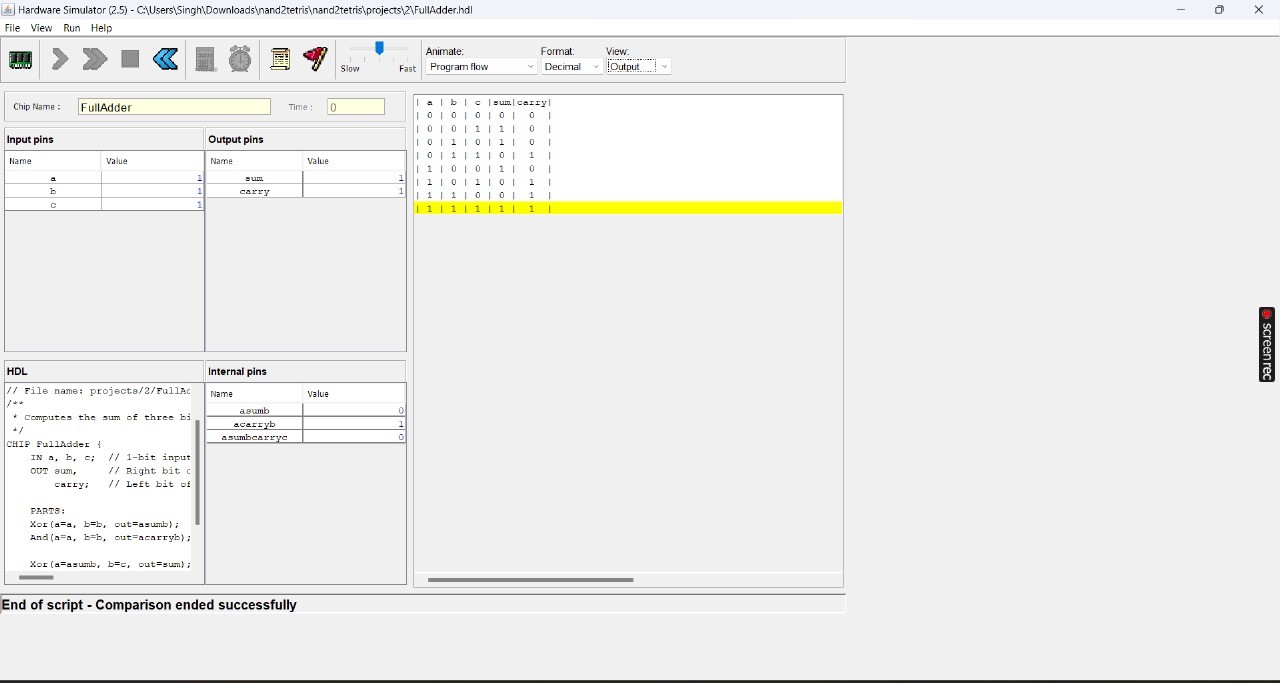 Hardware Simulator (2.5) - C:\Users\Singh\Downloads\nand2tetris\nand2tetris\projects\2\FullAdder.hdl
File View Run Help
Slow Fast
Animate: Format: View:
Program flow Decimal Output
Chip Name : FullAdder Time : 0
Input pins
Name Value
a 1
b 1
c 1
Output pins
Name Value
sum 1
carry 1
| a | b | c |sum|carry|
| 0 | 0 | 0 | 0 | 0 |
| 0 | 0 | 1 | 1 | 0 |
| 0 | 1 | 0 | 1 | 0 |
| 0 | 1 | 1 | 0 | 1 |
| 1 | 0 | 0 | 1 | 0 |
| 1 | 0 | 1 | 0 | 1 |
| 1 | 1 | 0 | 0 | 1 |
| 1 | 1 | 1 | 1 | 1 |
HDL
// File name: projects/2/FullAd
/**
* Computes the sum of three bi
*/
CHIP FullAdder {
IN a, b, c; // 1-bit input
OUT sum, // Right bit o
carry; // Left bit of
PARTS:
Xor(a=a, b=b, out=asumb);
And(a=a, b=b, out=acarryb);
Xor(a=asumb, b=c, out=sum);
Internal pins
Name Value
asumb 0
acarryb 1
asumbcarryc 0
End of script - Comparison ended successfully
screenrec